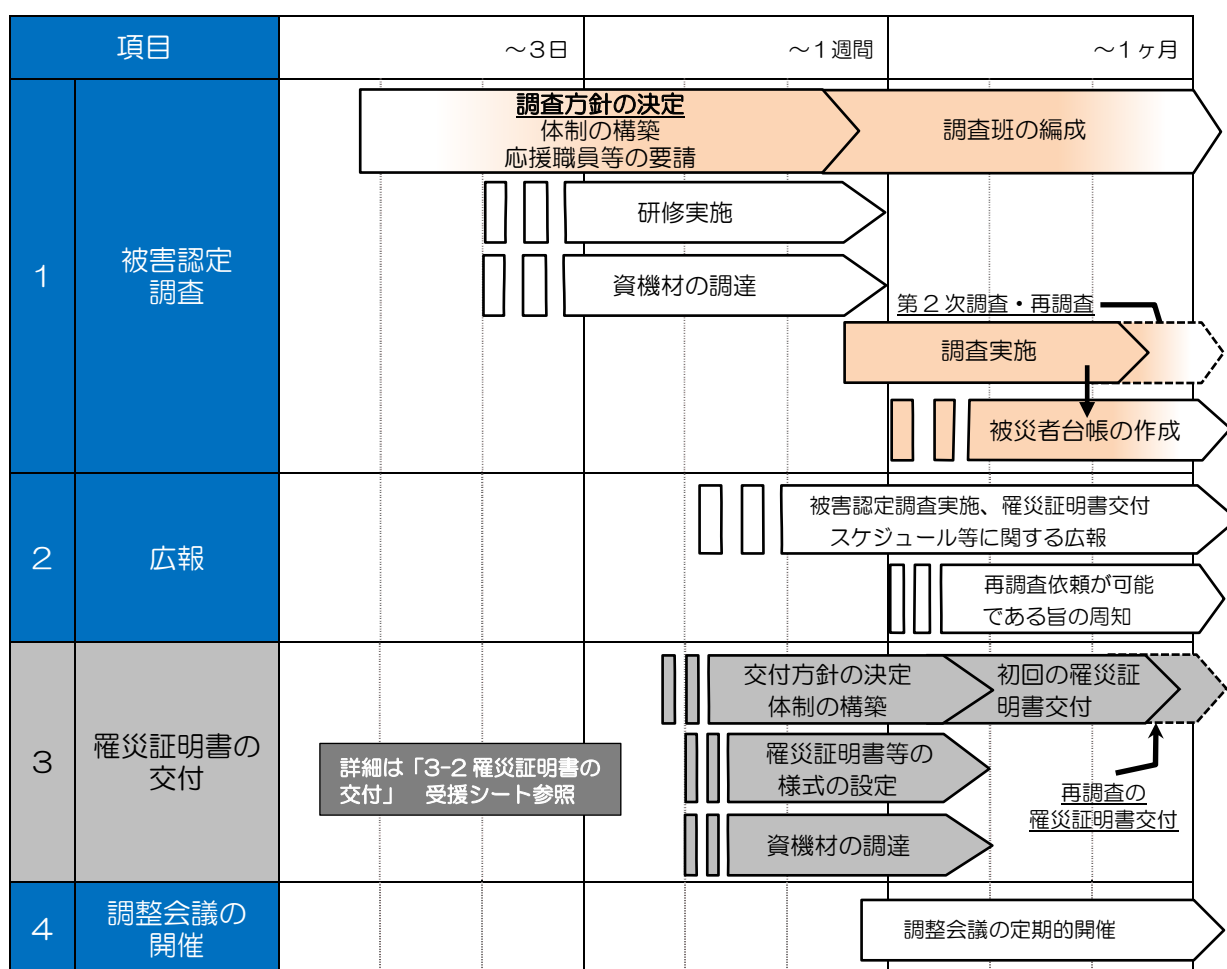 項目
～3日
～1週間
～1ヶ月
1
被害認定
調査
調査方針の決定
体制の構築
応援職員等の要請
調査班の編成
研修実施
資機材の調達
第2次調査・再調査
調査実施
被災者台帳の作成
2
広報
被害認定調査実施、罹災証明書交付
スケジュール等に関する広報
再調査依頼が可能
である旨の周知
3
罹災証明書の
交付
交付方針の決定
体制の構築
初回の罹災証
明書交付
詳細は「3-2 罹災証明書の
交付」 受援シート参照
罹災証明書等の
様式の設定
再調査の
罹災証明書交付
資機材の調達
4
調整会議の
開催
調整会議の定期的開催